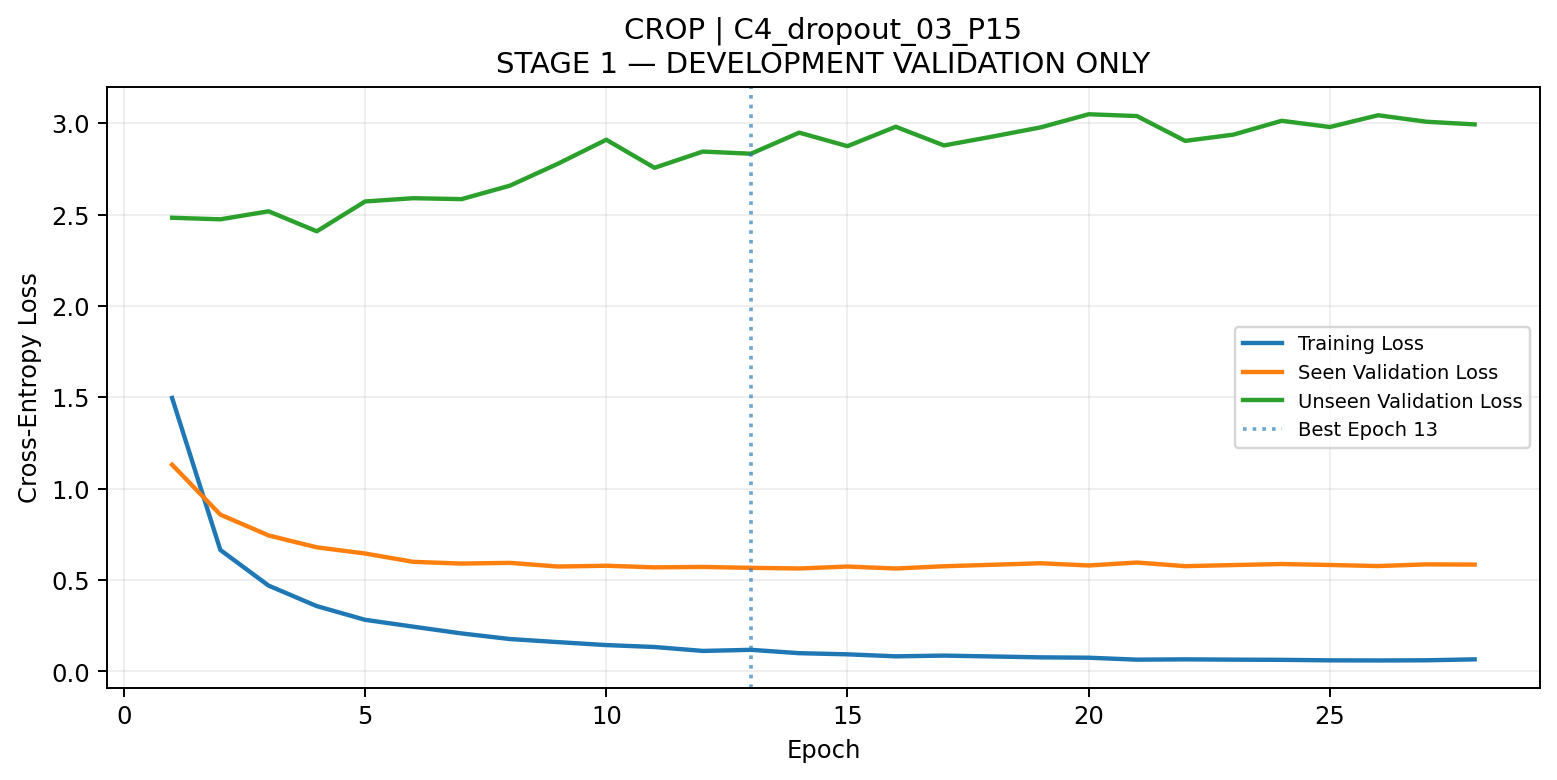 CROP | C4_dropout_03_P15
STAGE 1 — DEVELOPMENT VALIDATION ONLY
Cross-Entropy Loss
3.0
2.5
2.0
1.5
1.0
0.5
0.0
Training Loss
Seen Validation Loss
Unseen Validation Loss
Best Epoch 13
0 5 10 15 20 25
Epoch